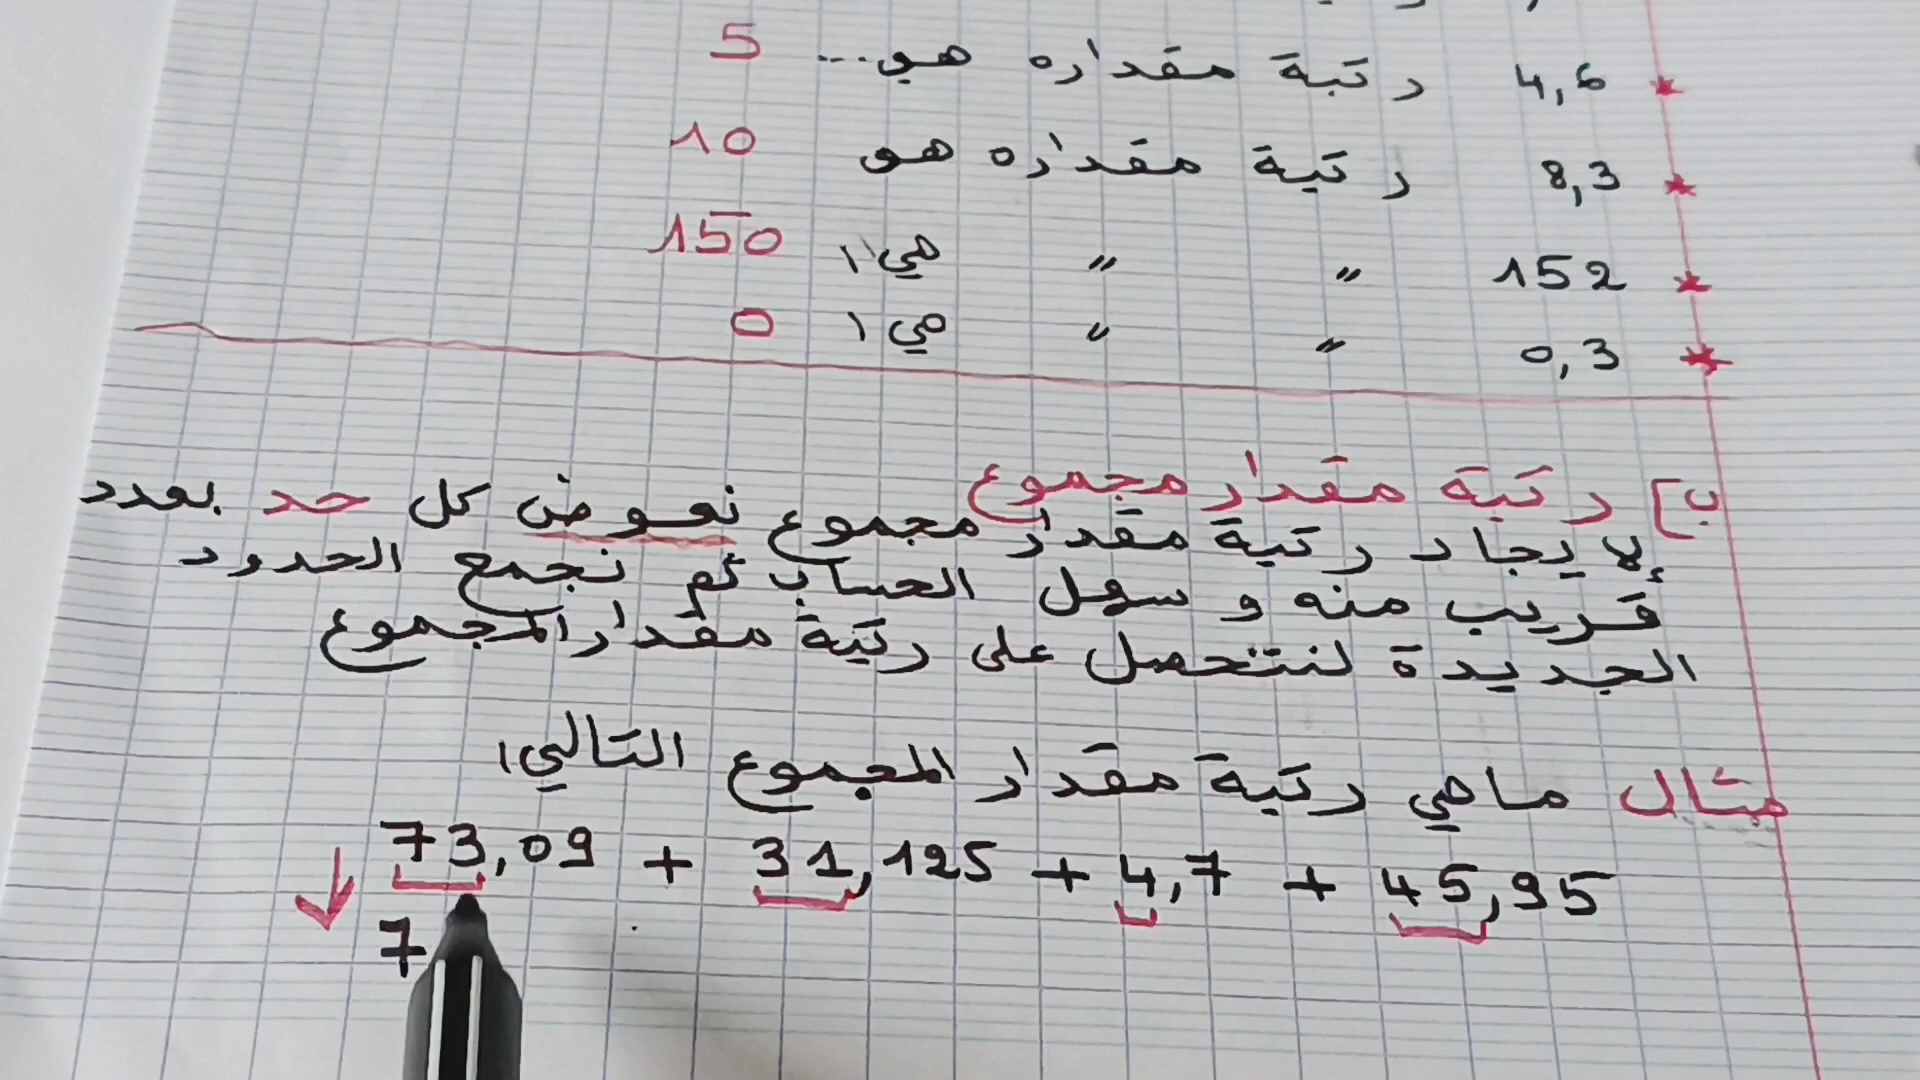 4,6 رتبة مقداره هو... 5
8,3 رتبة مقداره هو 10
152 " " هي: 150
0,3 " " هي: 0
ب] رتبة مقدار مجموع
لإيجاد رتبة مقدار مجموع نعوض كل حد بعدد
قريب منه و سهل الحساب ثم نجمع الحدود
الجديدة لنتحصل على رتبة مقدار المجموع
مثال ماهي رتبة مقدار المجموع التالي:
73,09 + 31,125 + 4,7 + 45,95
7